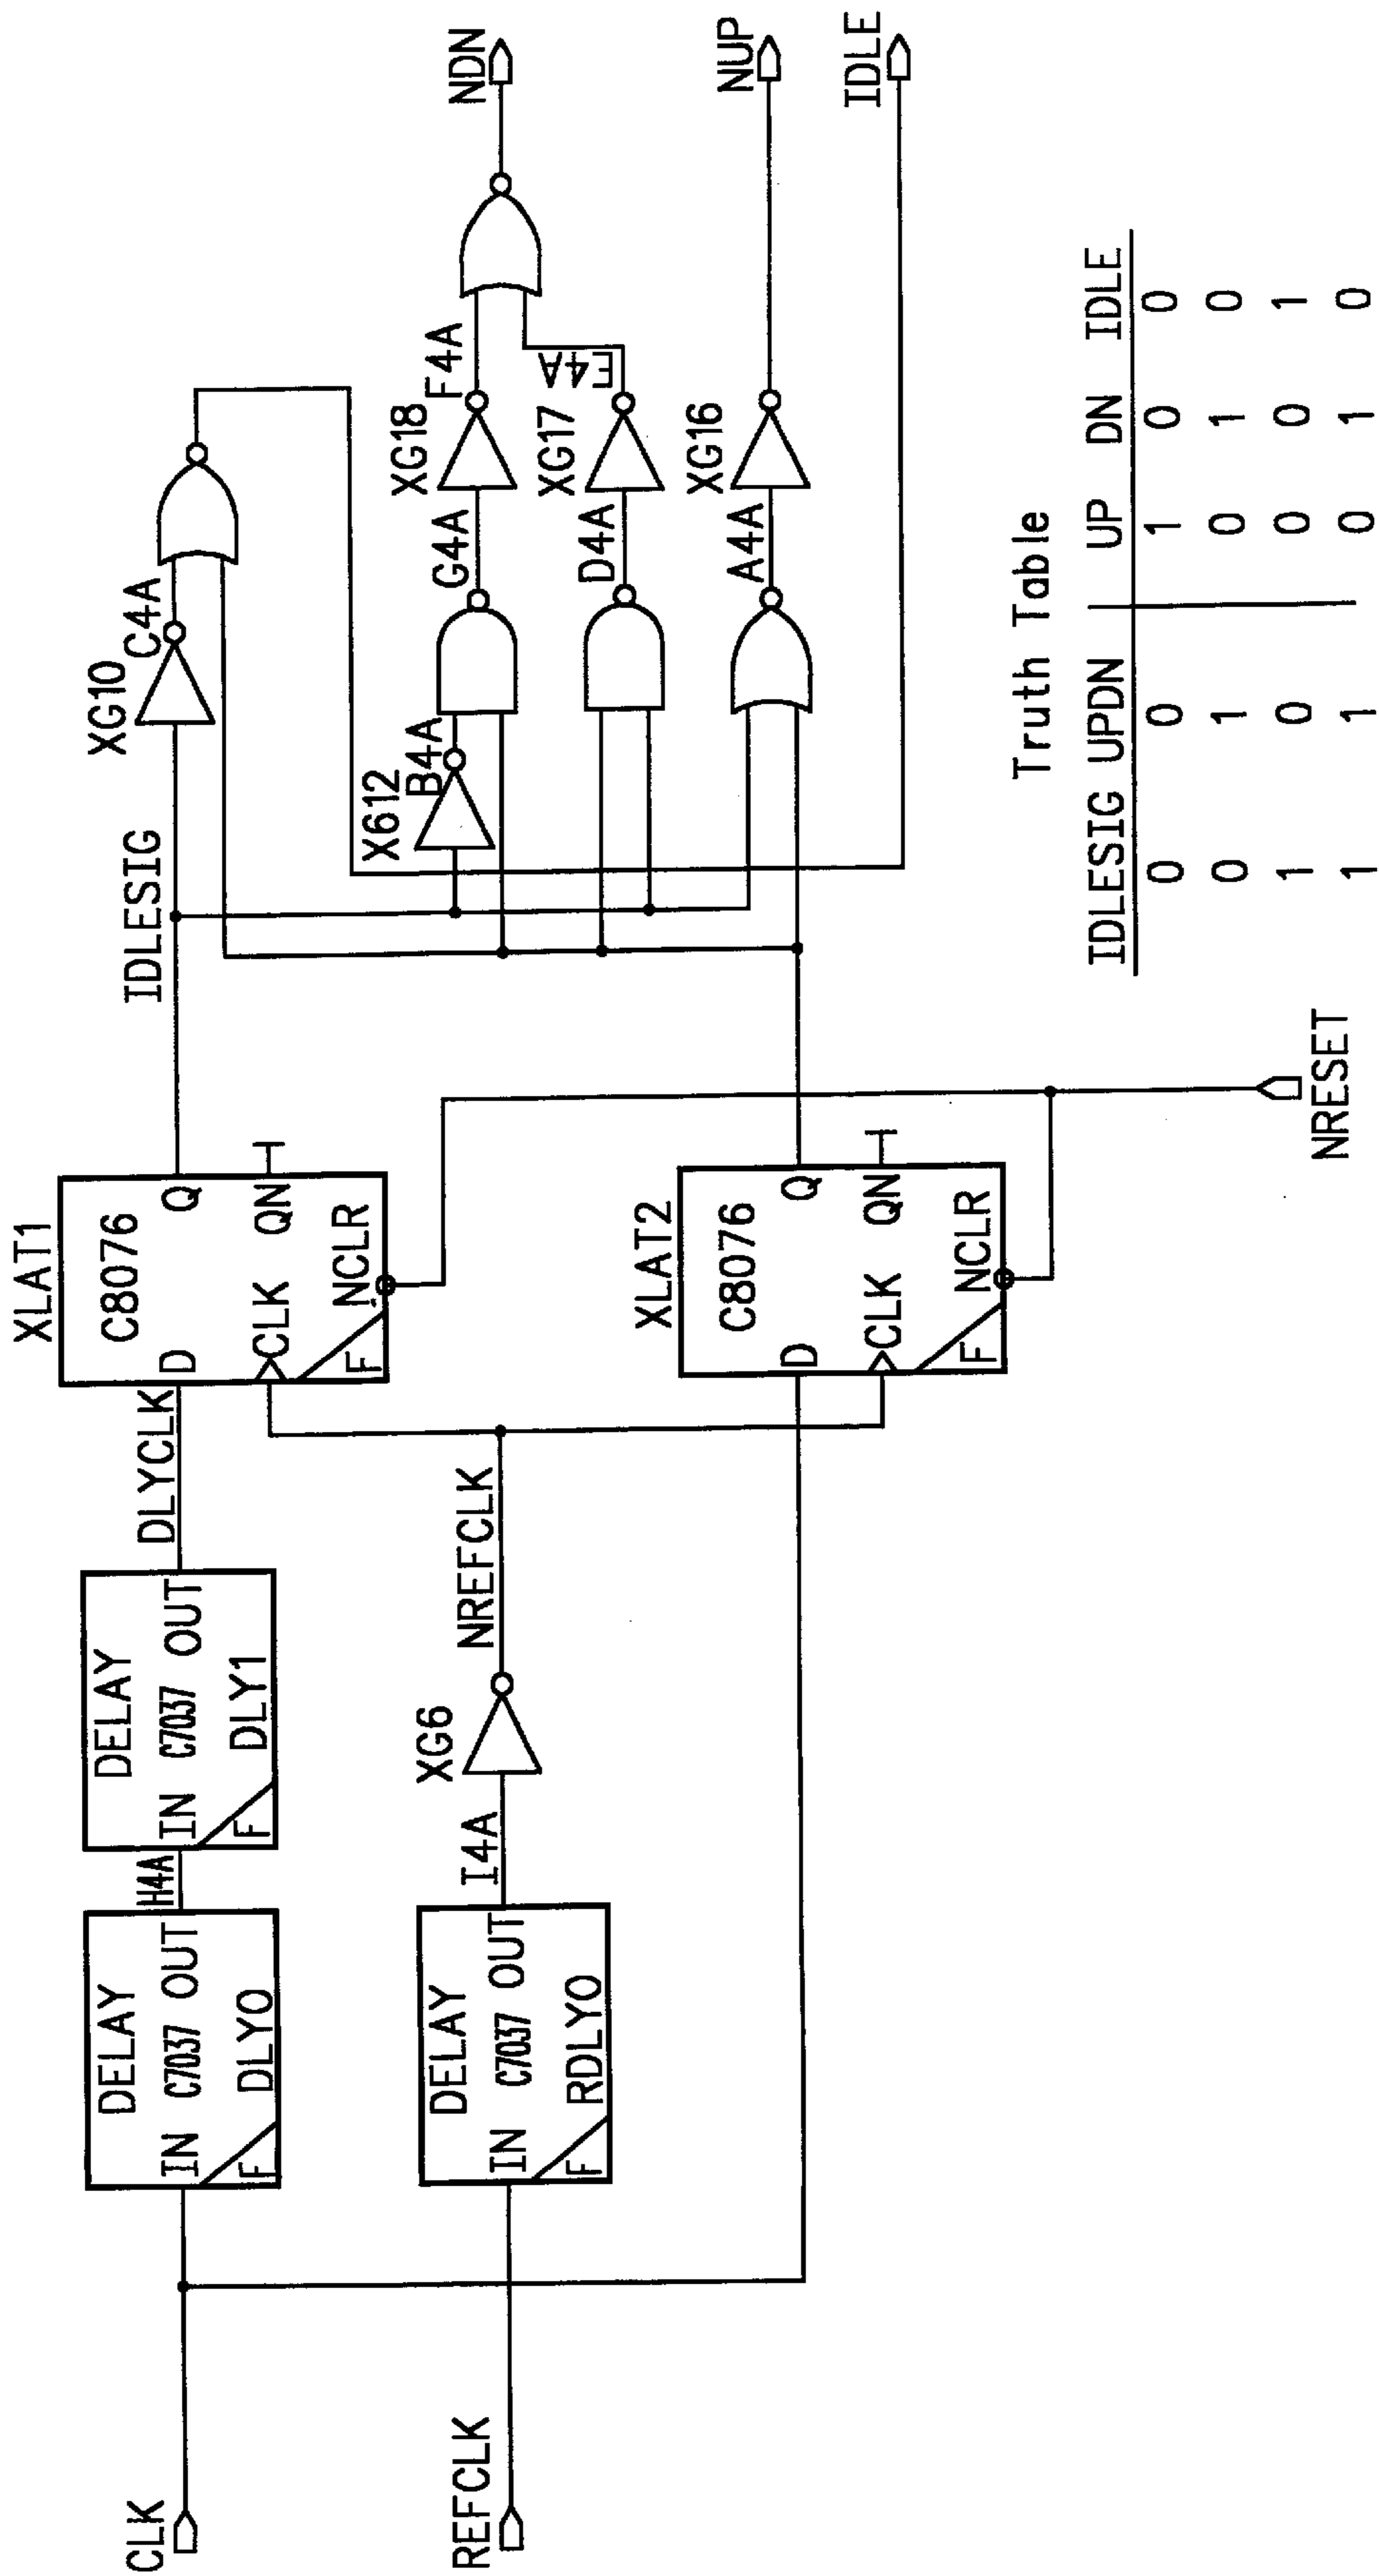 CLK
REFCLK
DELAY
IN C7037 OUT
F DLY0
H4A
DELAY
IN C7037 OUT
F DLY1
DLYCLK
DELAY
IN C7037 OUT
F RDLY0
I4A
XG6
NREFCLK
XLAT1
C8076
D Q
CLK QN
F NCLR
XLAT2
C8076
D Q
CLK QN
F NCLR
NRESET
IDLESIG
XG10
C4A
X612
B4A
G4A
XG18
F4A
D4A
XG17
E4A
A4A
XG16
NDN
NUP
IDLE
Truth Table
IDLESIG UPDN UP DN IDLE
0 0 1 0 0
0 1 0 1 0
1 0 0 0 1
1 1 0 1 0